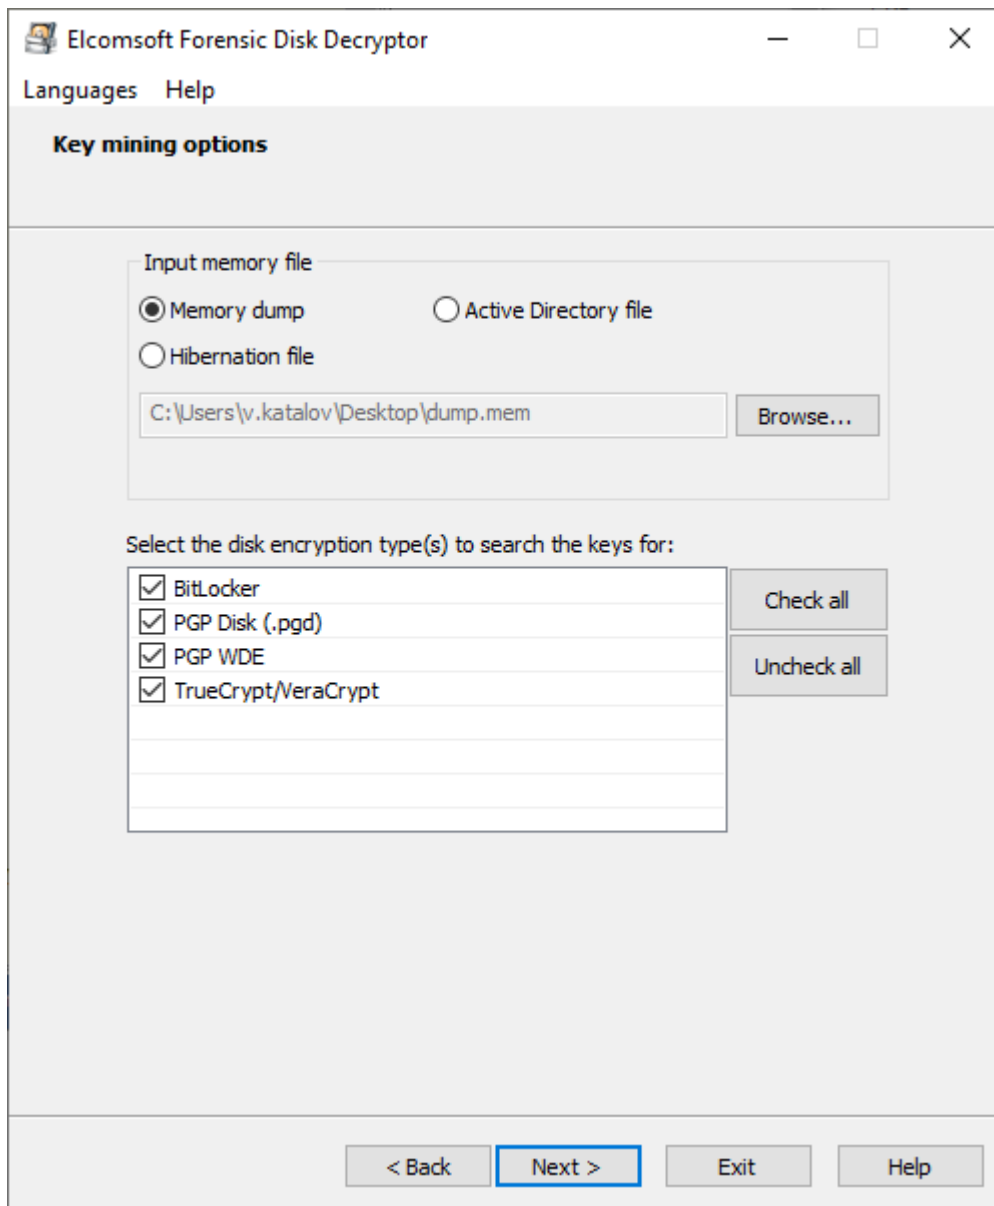 Elcomsoft Forensic Disk Decryptor
Languages Help
Key mining options
Input memory file
Memory dump Active Directory file
Hibernation file
C:\Users\v.katalov\Desktop\dump.mem Browse...
Select the disk encryption type(s) to search the keys for:
BitLocker Check all
PGP Disk (.pgd)
PGP WDE Uncheck all
TrueCrypt/VeraCrypt
< Back Next > Exit Help